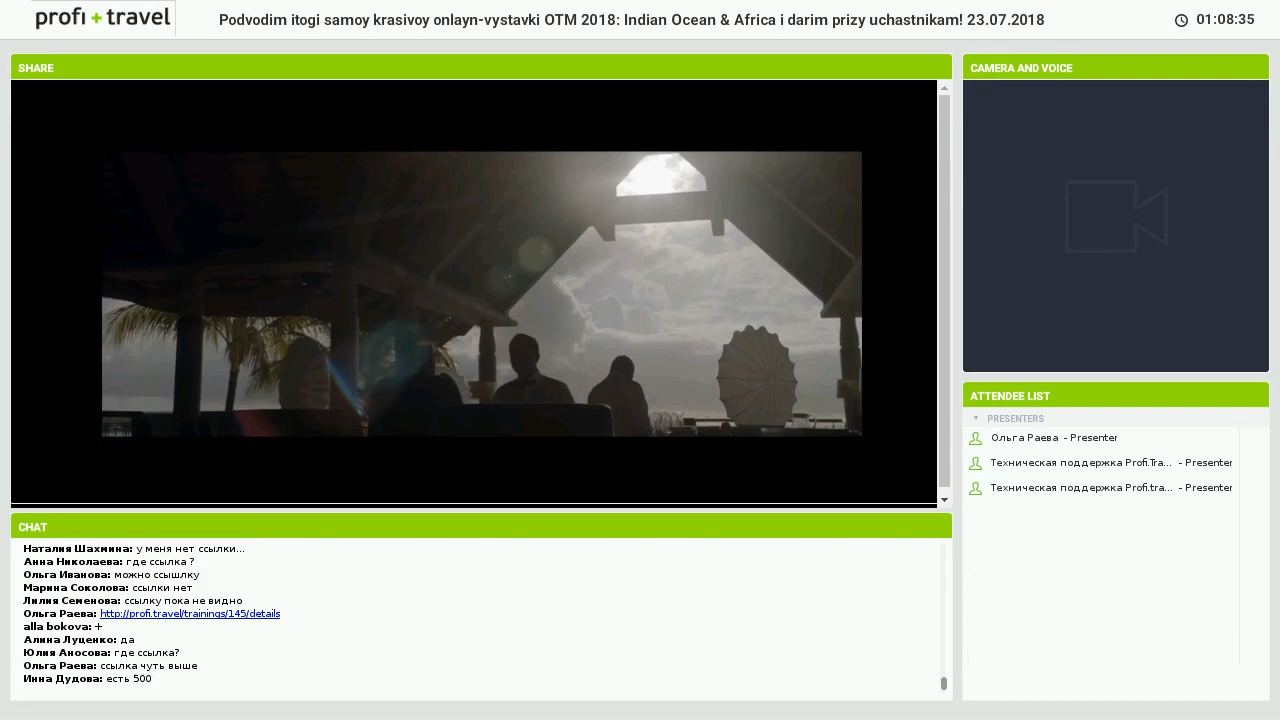 profi + travel
Podvodim itogi samoy krasivoy onlayn-vystavki OTM 2018: Indian Ocean & Africa i darim prizy uchastnikam! 23.07.2018
01:08:35
SHARE
CAMERA AND VOICE
ATTENDEE LIST
PRESENTERS
Ольга Раева - Presenter
Техническая поддержка Profi.Tra... - Presenter
Техническая поддержка Profi.tra... - Presenter
CHAT
Наталия Шахмина: у меня нет ссылки...
Анна Николаева: где ссылка ?
Ольга Иванова: можно ссышлку
Марина Соколова: ссылки нет
Лилия Семенова: ссылку пока не видно
Ольга Раева: http://profi.travel/trainings/145/details
alla bokova: +
Алина Луценко: да
Юлия Аносова: где ссылка?
Ольга Раева: ссылка чуть выше
Инна Дудова: есть 500